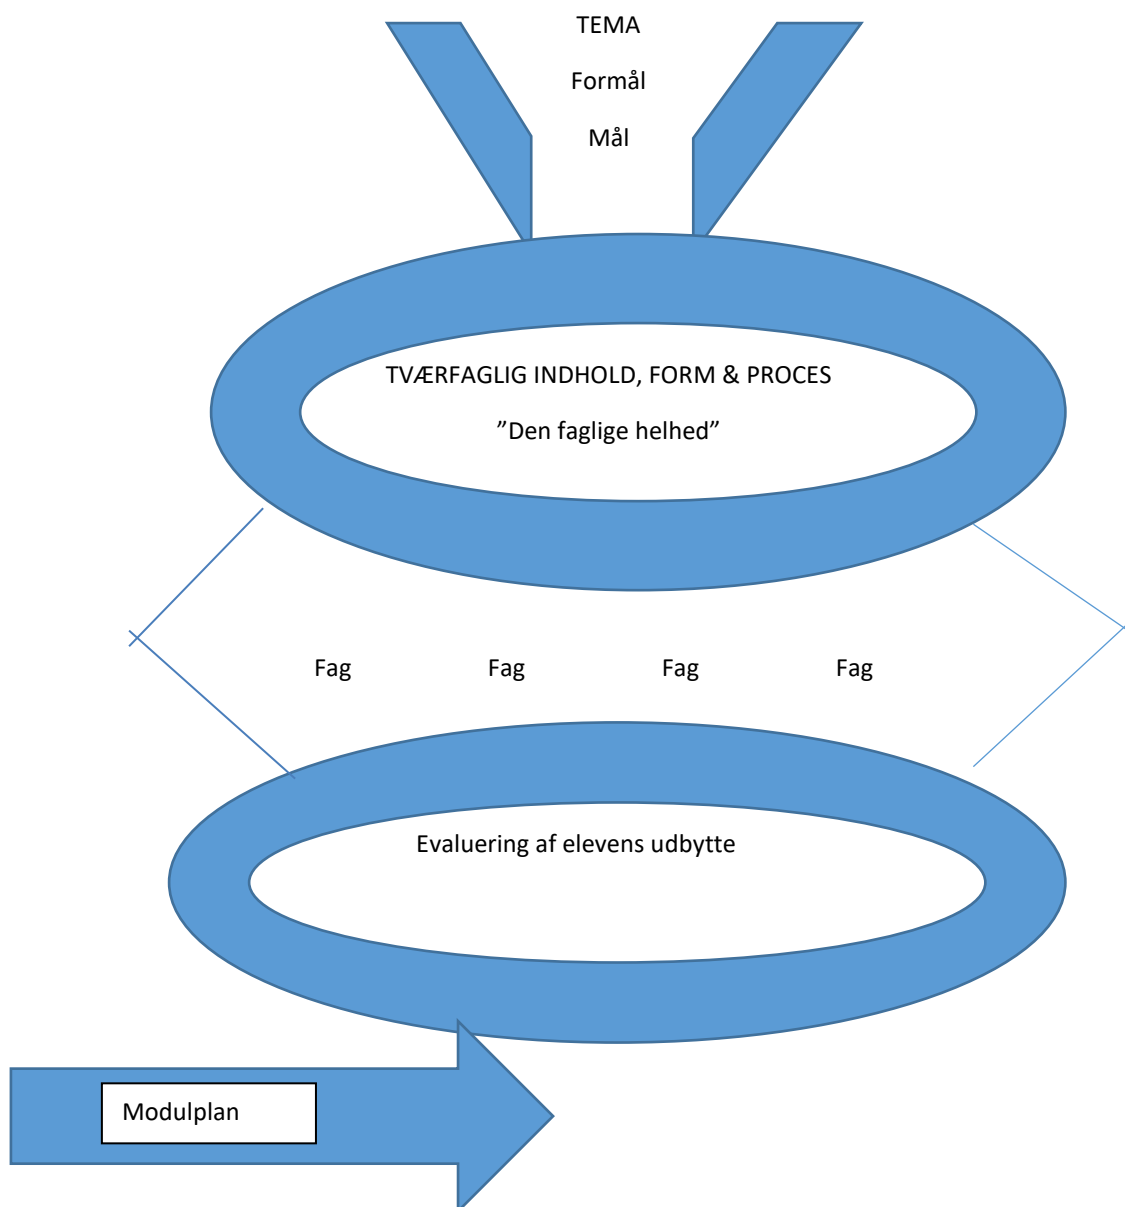 TEMA
Formål
Mål
TVÆRFAGLIG INDHOLD, FORM & PROCES
”Den faglige helhed”
Fag Fag Fag Fag
Evaluering af elevens udbytte
Modulplan